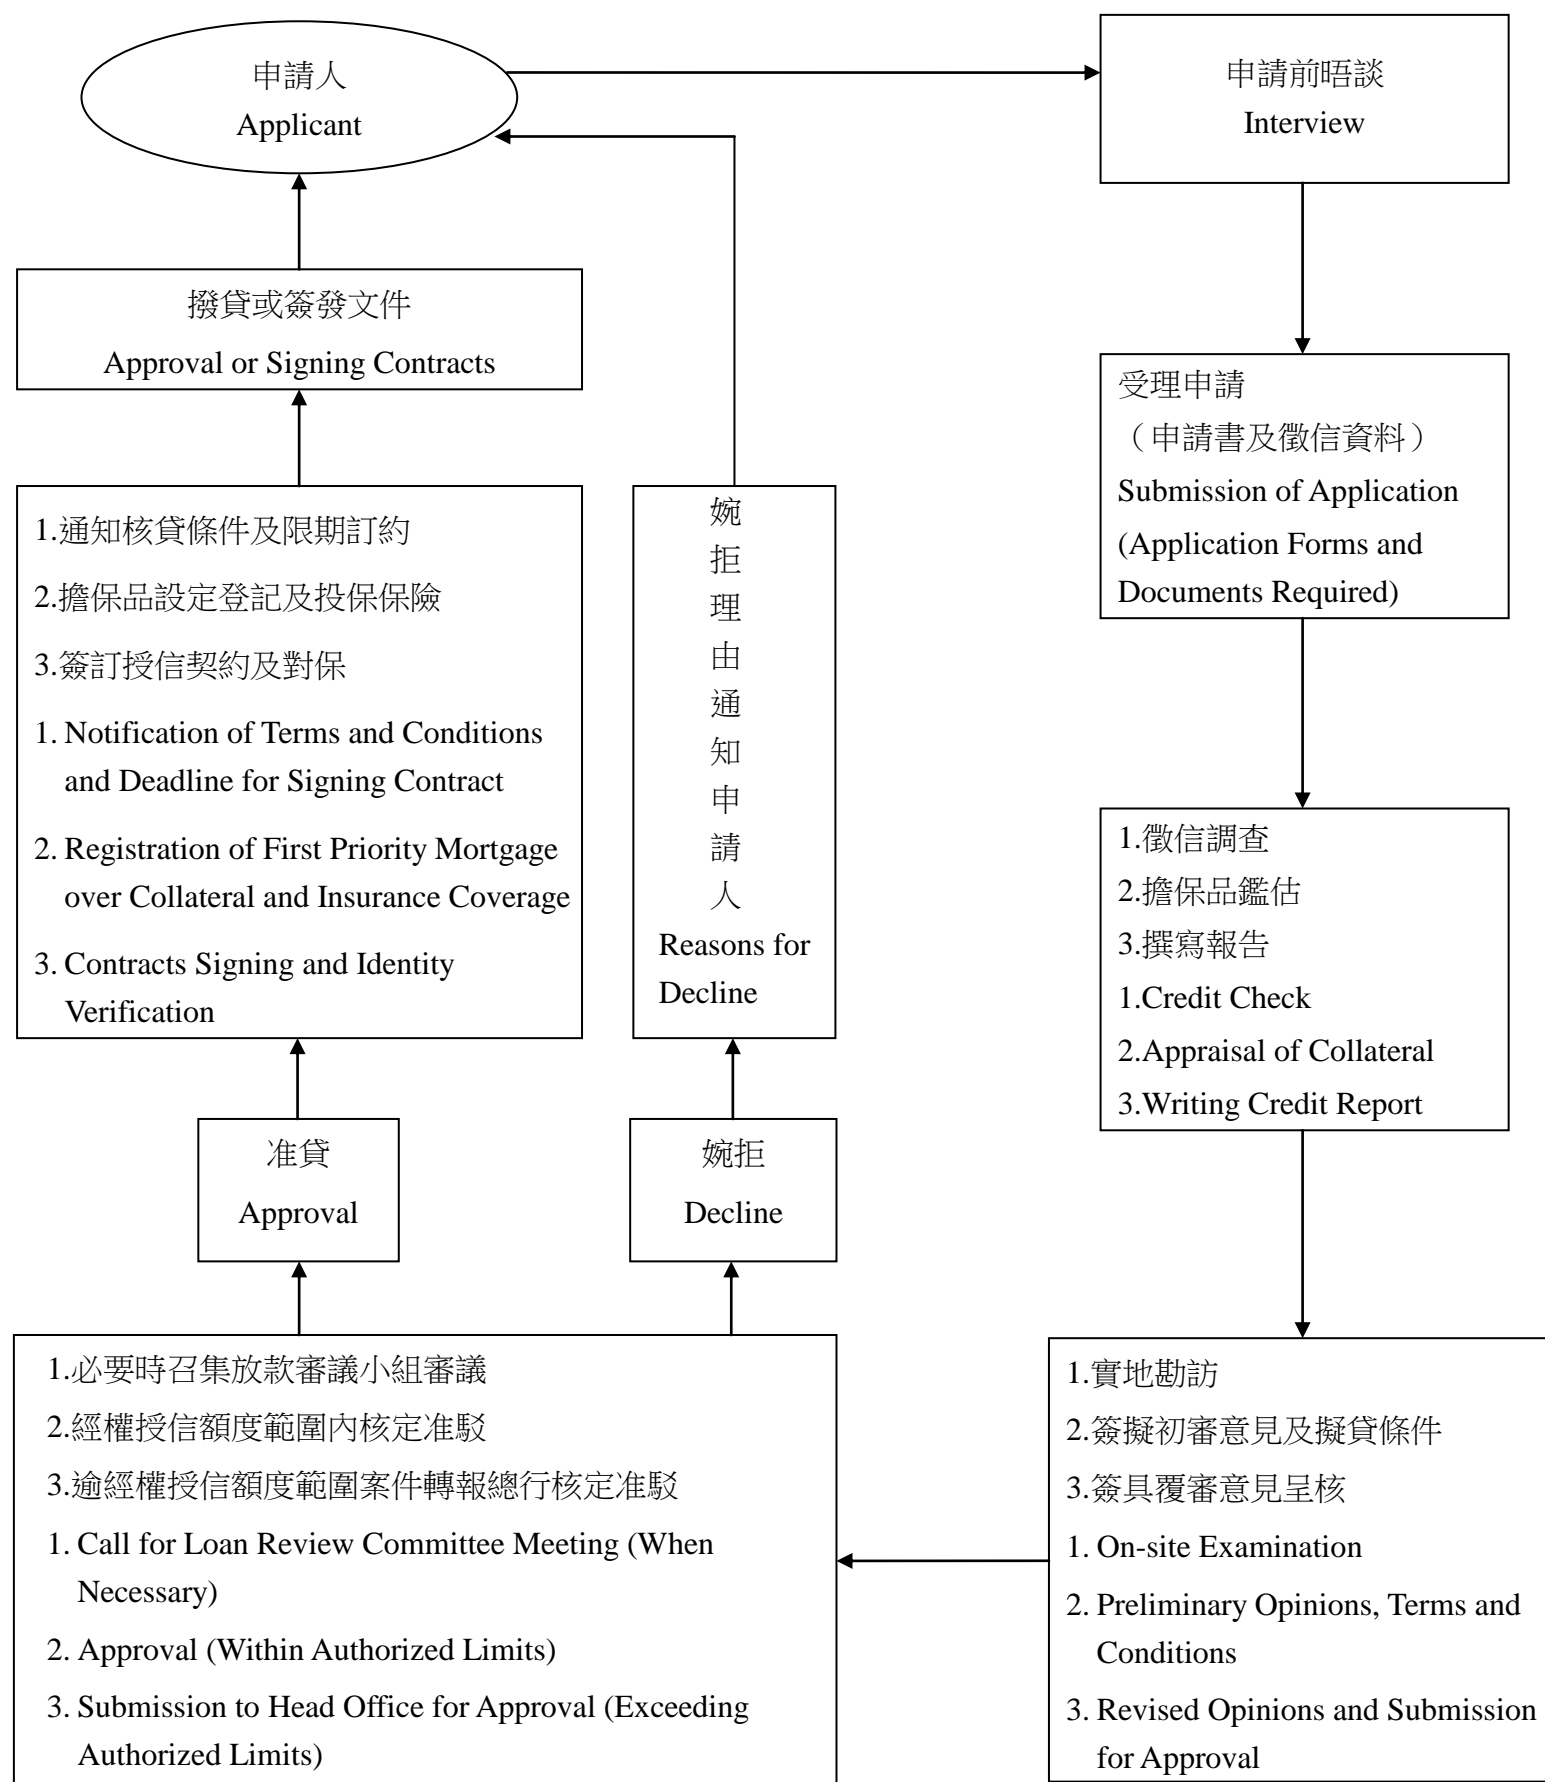 申請人
Applicant
申請前晤談
Interview
受理申請
（申請書及徵信資料）
Submission of Application
(Application Forms and
Documents Required)
1.徵信調查
2.擔保品鑑估
3.撰寫報告
1.Credit Check
2.Appraisal of Collateral
3.Writing Credit Report
1.實地勘訪
2.簽擬初審意見及擬貸條件
3.簽具覆審意見呈核
1. On-site Examination
2. Preliminary Opinions, Terms and
Conditions
3. Revised Opinions and Submission
for Approval
1.必要時召集放款審議小組審議
2.經權授信額度範圍內核定准駁
3.逾經權授信額度範圍案件轉報總行核定准駁
1. Call for Loan Review Committee Meeting (When
Necessary)
2. Approval (Within Authorized Limits)
3. Submission to Head Office for Approval (Exceeding
Authorized Limits)
准貸
Approval
婉拒
Decline
1.通知核貸條件及限期訂約
2.擔保品設定登記及投保保險
3.簽訂授信契約及對保
1. Notification of Terms and Conditions
and Deadline for Signing Contract
2. Registration of First Priority Mortgage
over Collateral and Insurance Coverage
3. Contracts Signing and Identity
Verification
婉拒理由通知申請人
Reasons for
Decline
撥貸或簽發文件
Approval or Signing Contracts